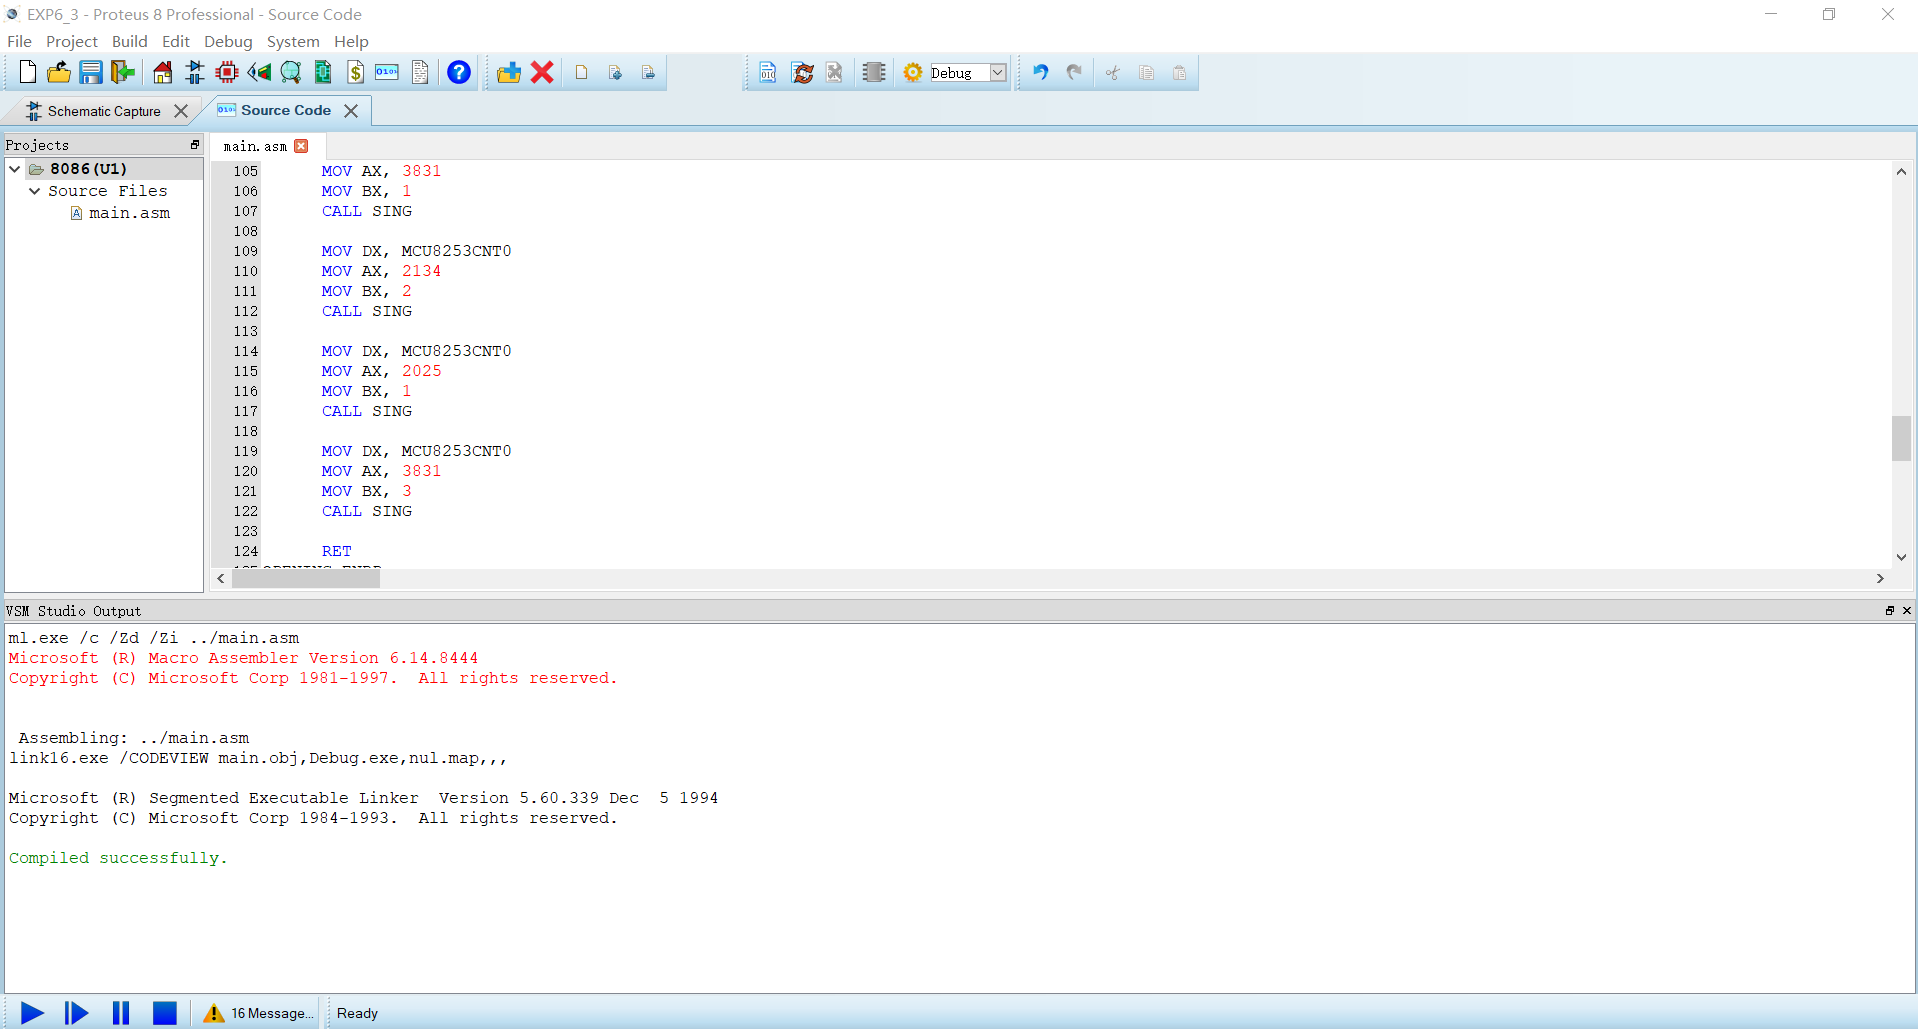 EXP6_3 - Proteus 8 Professional - Source Code
File Project Build Edit Debug System Help
Debug
Schematic Capture Source Code
Projects
8086(U1)
Source Files
main.asm
main.asm
105 MOV AX, 3831
106 MOV BX, 1
107 CALL SING
108
109 MOV DX, MCU8253CNT0
110 MOV AX, 2134
111 MOV BX, 2
112 CALL SING
113
114 MOV DX, MCU8253CNT0
115 MOV AX, 2025
116 MOV BX, 1
117 CALL SING
118
119 MOV DX, MCU8253CNT0
120 MOV AX, 3831
121 MOV BX, 3
122 CALL SING
123
124 RET
VSM Studio Output
ml.exe /c /Zd /Zi ../main.asm
Microsoft (R) Macro Assembler Version 6.14.8444
Copyright (C) Microsoft Corp 1981-1997.  All rights reserved.
Assembling: ../main.asm
link16.exe /CODEVIEW main.obj,Debug.exe,nul.map,,,
Microsoft (R) Segmented Executable Linker  Version 5.60.339 Dec  5 1994
Copyright (C) Microsoft Corp 1984-1993.  All rights reserved.
Compiled successfully.
16 Message... Ready